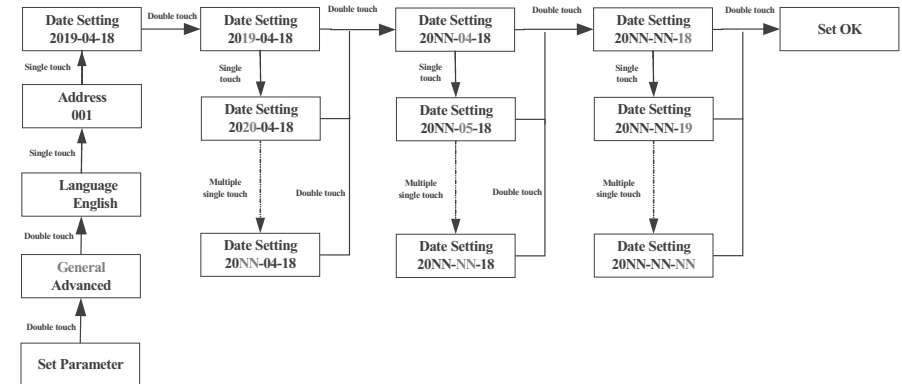 Double touch
Double touch
Double touch
Double touch
Date Setting
2019-04-18
Date Setting
2019-04-18
Date Setting
20NN-04-18
Date Setting
20NN-NN-18
Set OK
Single touch
Single
touch
Single
touch
Single
touch
Address
001
Date Setting
2020-04-18
Date Setting
20NN-05-18
Date Setting
20NN-NN-19
Single touch
Language
English
Multiple
single touch
Double touch
Multiple
single touch
Double touch
Multiple
single touch
Double touch
Date Setting
20NN-04-18
Date Setting
20NN-NN-18
Date Setting
20NN-NN-NN
General
Advanced
Double touch
Set Parameter